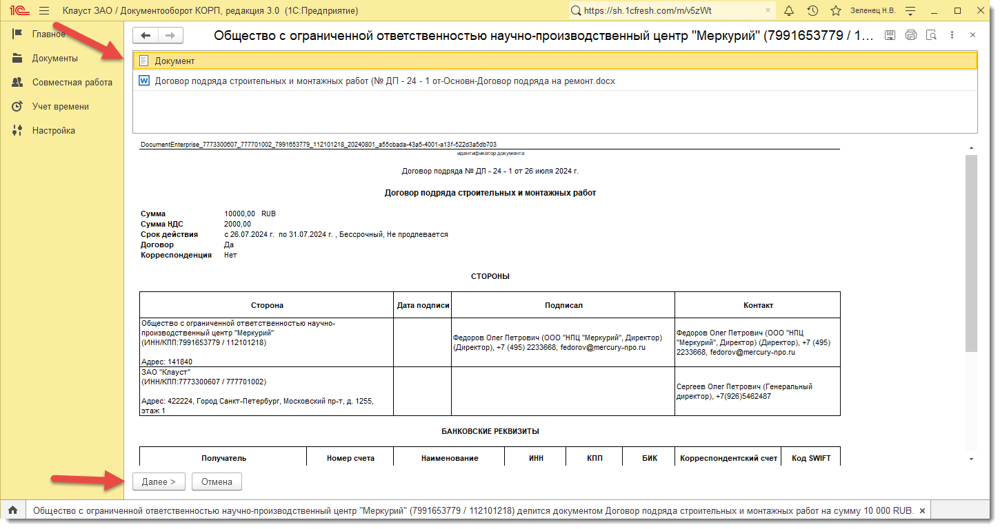 Клауст ЗАО / Документооборот КОРП, редакция 3.0 (1С:Предприятие)
https://sh.1cfresh.com/m/v5zWt
Зеленец Н.В.
Главное
Документы
Совместная работа
Учет времени
Настройка
Общество с ограниченной ответственностью научно-производственный центр "Меркурий" (7991653779 / 1...
Документ
Договор подряда строительных и монтажных работ (№ ДП - 24 - 1 от-Основн-Договор подряда на ремонт.docx
DocumentEnterprise_7773300607_777701002_7991653779_112101218_20240801_a55cbada-43a5-4001-a13f-522d3a5db703
идентификатор документа
Договор подряда № ДП - 24 - 1 от 26 июля 2024 г.
Договор подряда строительных и монтажных работ
Сумма 10000,00 RUB
Сумма НДС 2000,00
Срок действия с 26.07.2024 г. по 31.07.2024 г. , Бессрочный, Не продлевается
Договор Да
Корреспонденция Нет
СТОРОНЫ
Сторона Дата подписи Подписал Контакт
Общество с ограниченной ответственностью научно-
производственный центр "Меркурий"
(ИНН/КПП:7991653779 / 112101218)
Адрес: 141840
Федоров Олег Петрович (ООО "НПЦ "Меркурий", Директор)
(Директор), +7 (495) 2233668, fedorov@mercury-npo.ru
Федоров Олег Петрович (ООО "НПЦ
"Меркурий", Директор) (Директор), +7 (495)
2233668, fedorov@mercury-npo.ru
ЗАО "Клауст"
(ИНН/КПП:7773300607 / 777701002)
Адрес: 422224, Город Санкт-Петербург, Московский пр-т, д. 1255,
этаж 1
Сергеев Олег Петрович (Генеральный
директор), +7(926)5462487
БАНКОВСКИЕ РЕКВИЗИТЫ
Получатель Номер счета Наименование ИНН КПП БИК Корреспондентский счет Код SWIFT
Далее > Отмена
Общество с ограниченной ответственностью научно-производственный центр "Меркурий" (7991653779 / 112101218) делится документом Договор подряда строительных и монтажных работ на сумму 10 000 RUB.